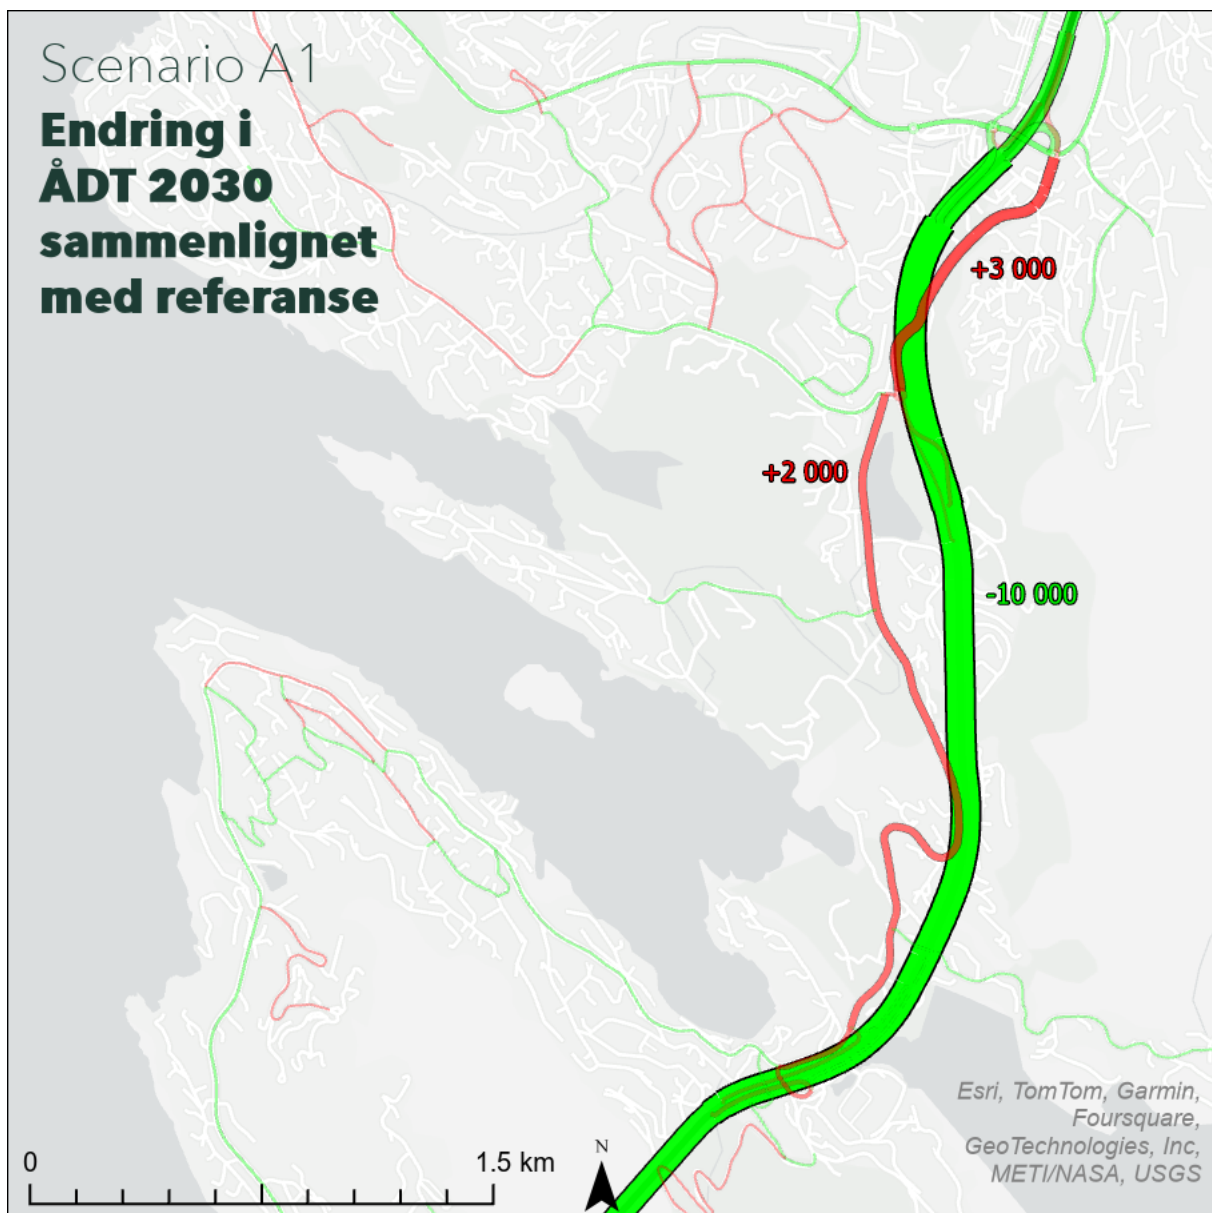 Scenario A1
Endring i
ÅDT 2030
sammenlignet
med referanse
+3 000
+2 000
-10 000
Esri, TomTom, Garmin,
Foursquare,
GeoTechnologies, Inc,
METI/NASA, USGS
0
1.5 km
N